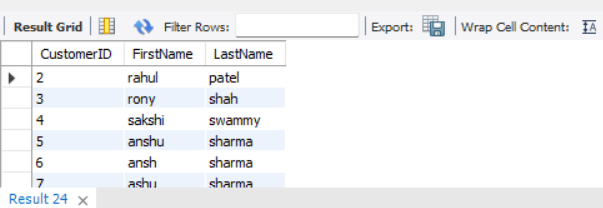 Result Grid Filter Rows: Export: Wrap Cell Content: IA
CustomerID FirstName LastName
2 rahul patel
3 rony shah
4 sakshi swammy
5 anshu sharma
6 ansh sharma
7 ashu sharma
Result 24 ×